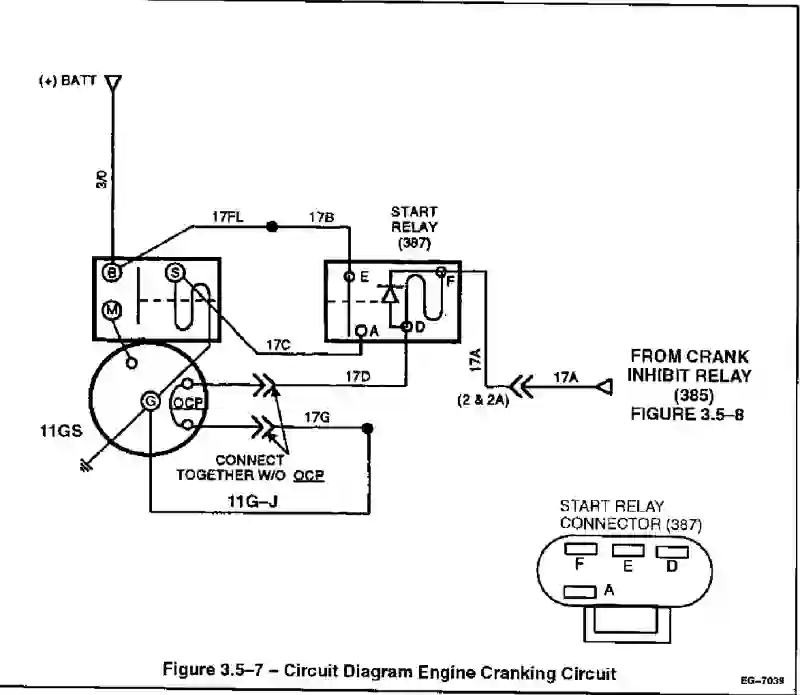 (+) BATT
3/0
17FL
17B
START
RELAY
(387)
B
S
M
E
F
A
D
17C
17A
17D
G
OCP
17G
11GS
(2 & 2A)
17A
FROM CRANK
INHIBIT RELAY
(385)
FIGURE 3.5–8
CONNECT
TOGETHER W/O OCP
11G–J
START RELAY
CONNECTOR (387)
F E D
A
Figure 3.5–7 – Circuit Diagram Engine Cranking Circuit
EG–7039